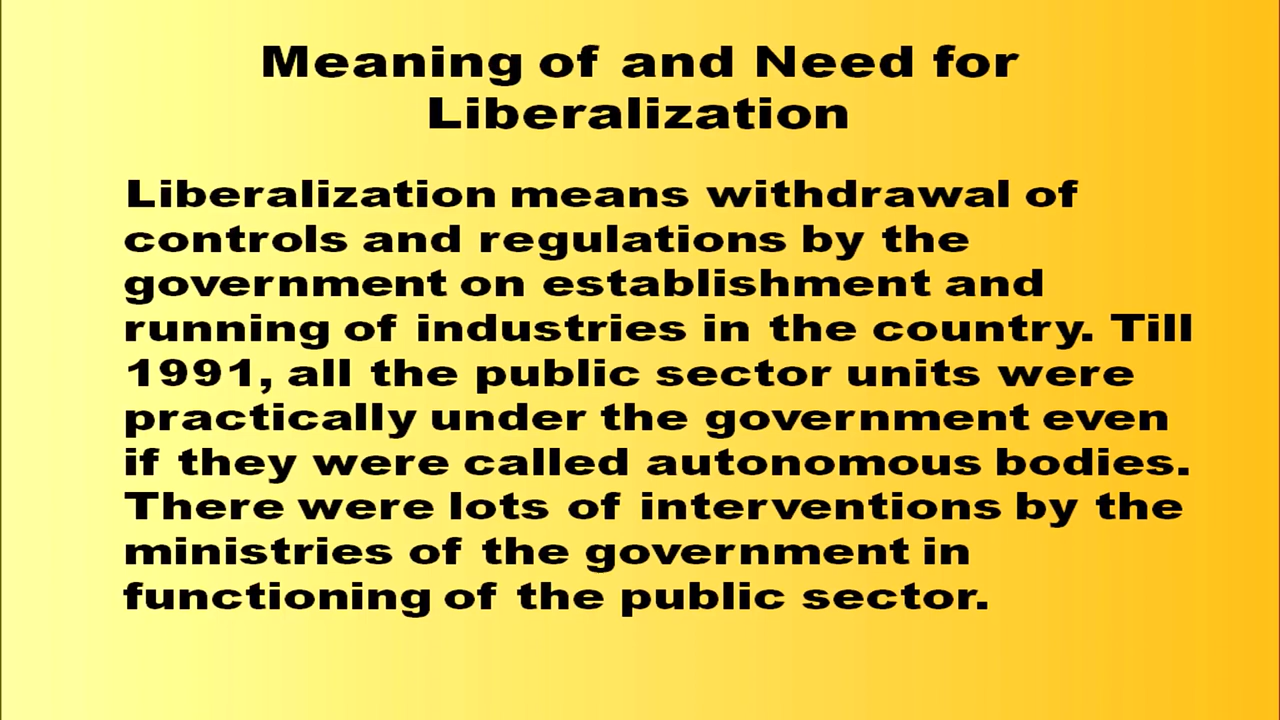 Meaning of and Need for
Liberalization
Liberalization means withdrawal of
controls and regulations by the
government on establishment and
running of industries in the country. Till
1991, all the public sector units were
practically under the government even
if they were called autonomous bodies.
There were lots of interventions by the
ministries of the government in
functioning of the public sector.